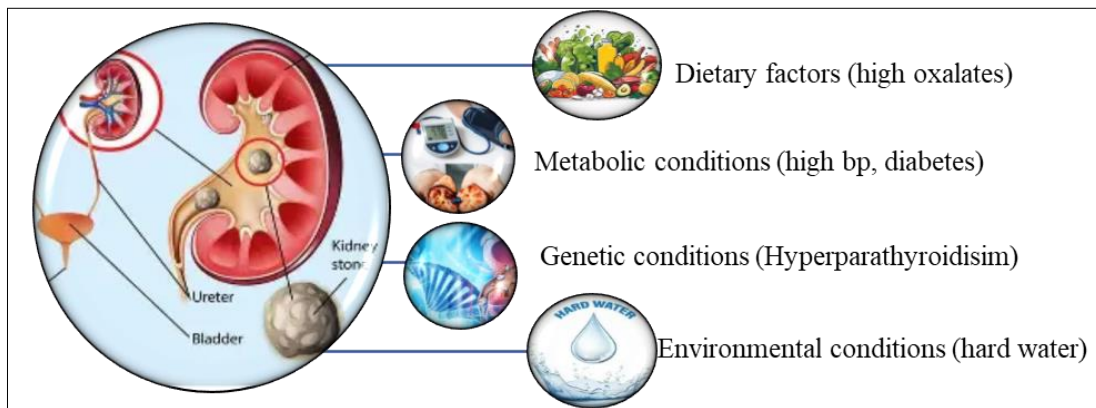 Dietary factors (high oxalates)
Metabolic conditions (high bp, diabetes)
Genetic conditions (Hyperparathyroidisim)
HARD WATER
Environmental conditions (hard water)
Kidney
stone
Ureter
Bladder